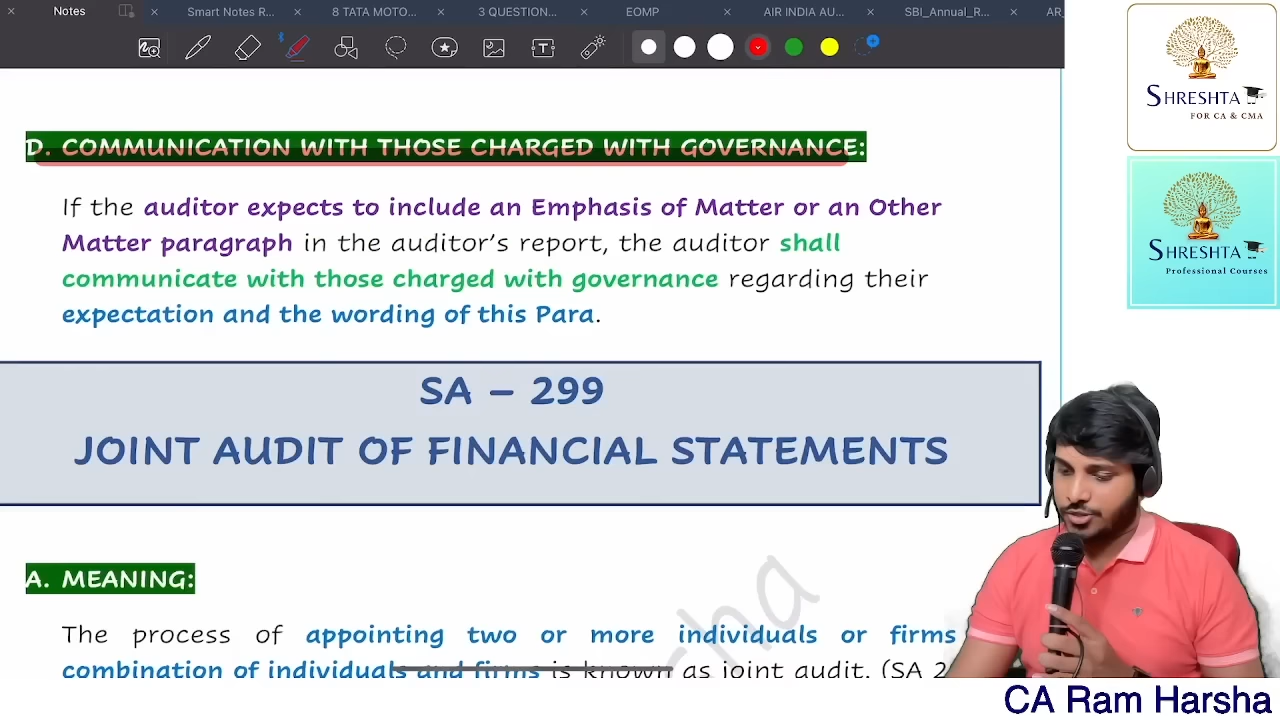 Notes
Smart Notes R...
8 TATA MOTO...
3 QUESTION...
EOMP
AIR INDIA AU...
SBI_Annual_R...
AR_
SHRESHTA
FOR CA & CMA
SHRESHTA
Professional Courses
D. COMMUNICATION WITH THOSE CHARGED WITH GOVERNANCE:
If the auditor expects to include an Emphasis of Matter or an Other
Matter paragraph in the auditor's report, the auditor shall
communicate with those charged with governance regarding their
expectation and the wording of this Para.
SA – 299
JOINT AUDIT OF FINANCIAL STATEMENTS
A. MEANING:
The process of appointing two or more individuals or firms
combination of individuals and firms is known as joint audit. (SA 2
CA Ram Harsha